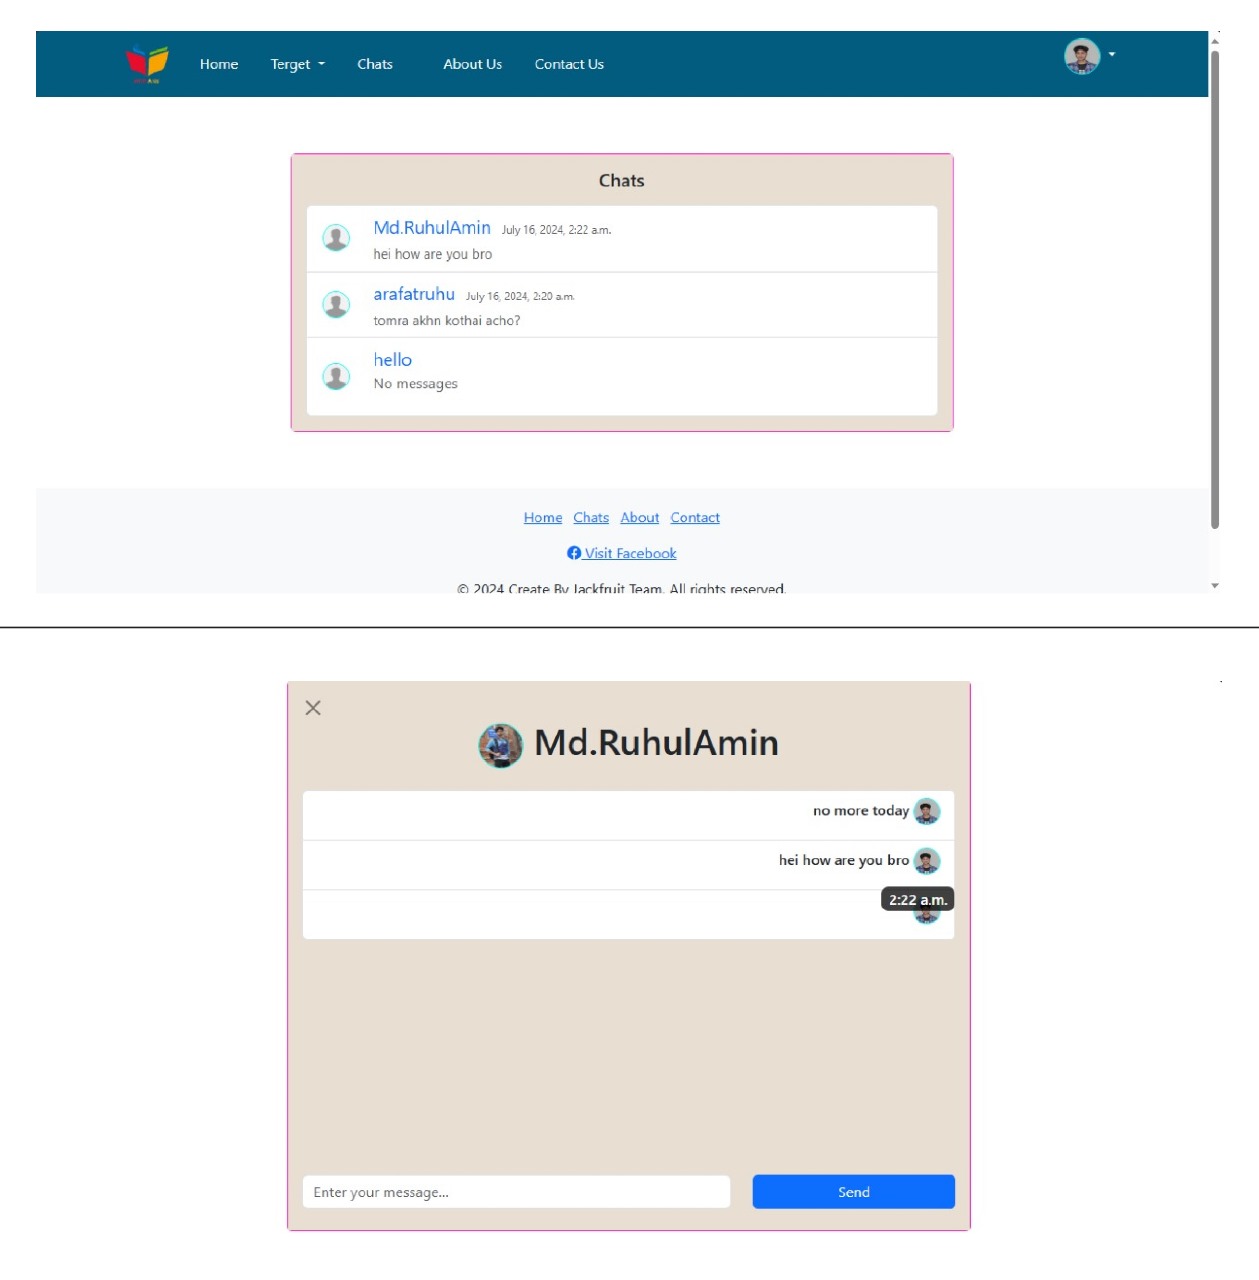 Home Terget Chats About Us Contact Us
Chats
Md.RuhulAmin July 16, 2024, 2:22 a.m.
hei how are you bro
arafatruhu July 16, 2024, 2:20 a.m.
tomra akhn kothai acho?
hello
No messages
Home Chats About Contact
Visit Facebook
© 2024 Create By Jackfruit Team. All rights reserved.
Md.RuhulAmin
no more today
hei how are you bro
2:22 a.m.
Enter your message... Send